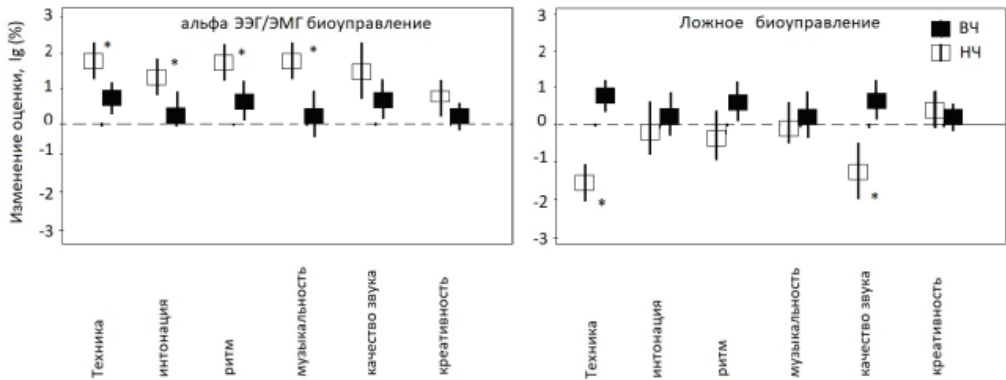 альфа ЭЭГ/ЭМГ биоуправление
Изменение оценки, lg (%)
3
2
1
0
-1
-2
-3
*
*
*
*
Техника
интонация
ритм
музыкальность
качество звука
креативность
Ложное биоуправление
ВЧ
НЧ
3
2
1
0
-1
-2
-3
*
*
Техника
интонация
ритм
музыкальность
качество звука
креативность